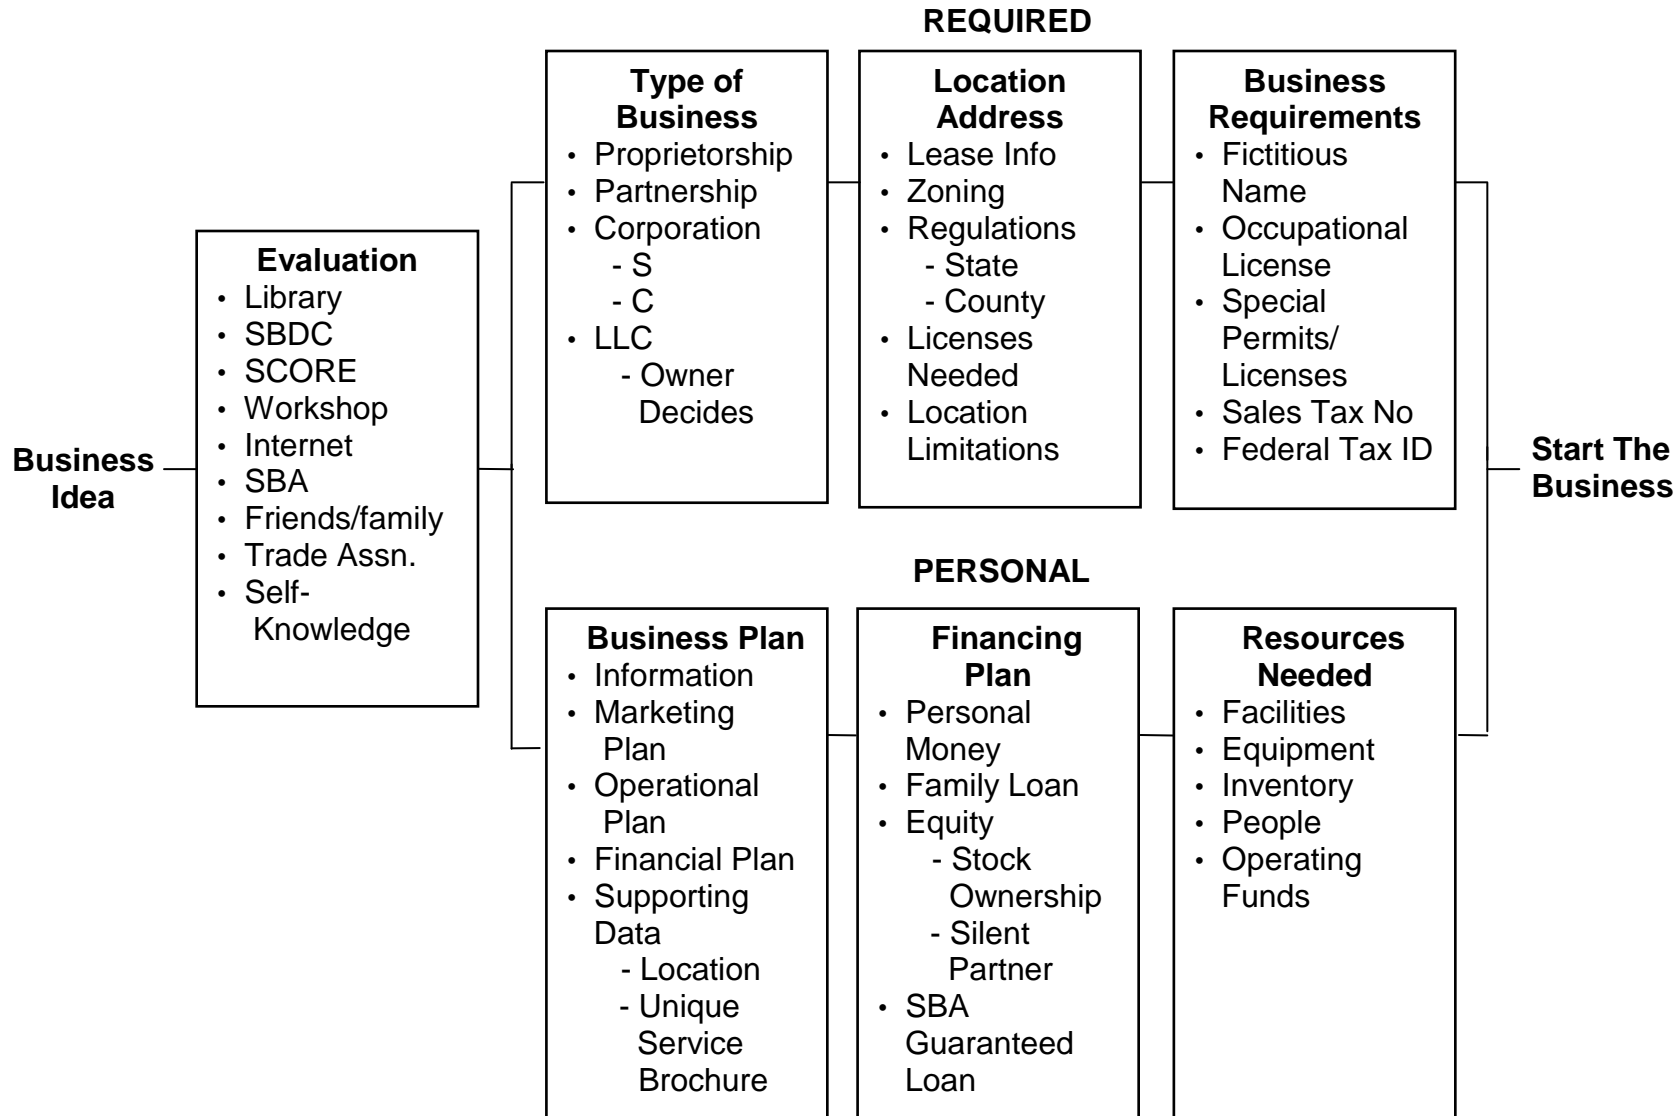 Business
Idea
Evaluation
• Library
• SBDC
• SCORE
• Workshop
• Internet
• SBA
• Friends/family
• Trade Assn.
• Self-
Knowledge
REQUIRED
Type of
Business
• Proprietorship
• Partnership
• Corporation
- S
- C
• LLC
- Owner
Decides
Location
Address
• Lease Info
• Zoning
• Regulations
- State
- County
• Licenses
Needed
• Location
Limitations
Business
Requirements
• Fictitious
Name
• Occupational
License
• Special
Permits/
Licenses
• Sales Tax No
• Federal Tax ID
PERSONAL
Business Plan
• Information
• Marketing
Plan
• Operational
Plan
• Financial Plan
• Supporting
Data
- Location
- Unique
Service
Brochure
Financing
Plan
• Personal
Money
• Family Loan
• Equity
- Stock
Ownership
- Silent
Partner
• SBA
Guaranteed
Loan
Resources
Needed
• Facilities
• Equipment
• Inventory
• People
• Operating
Funds
Start The
Business